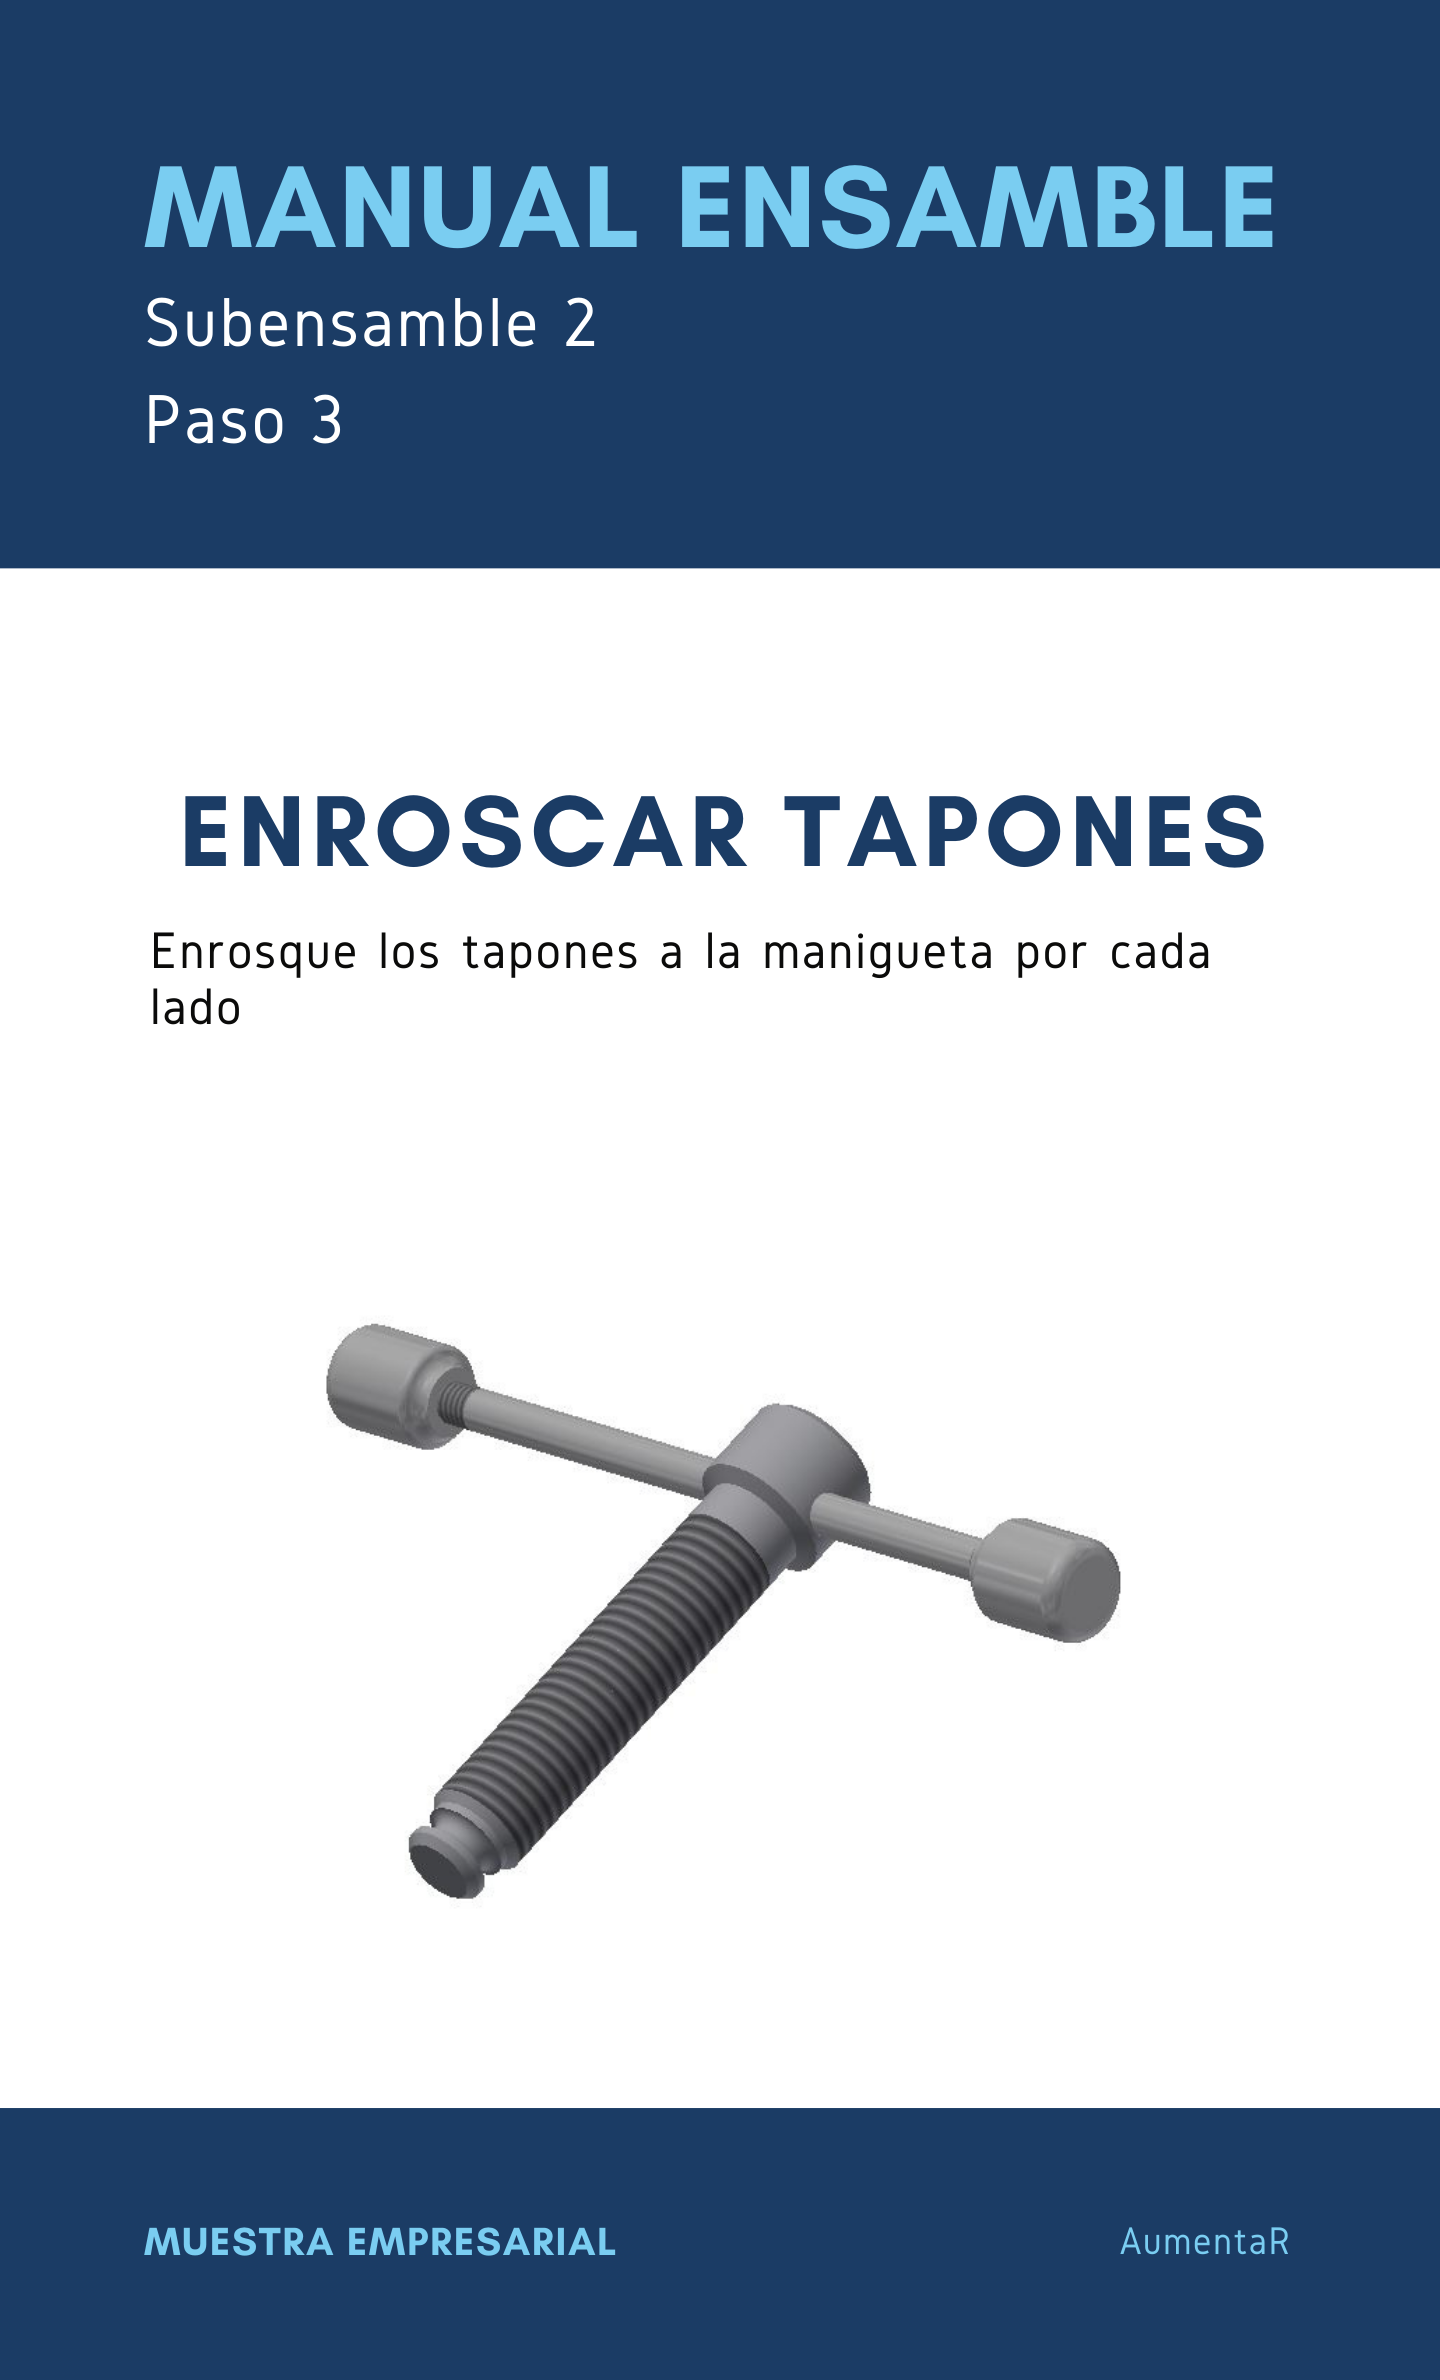 MANUAL ENSAMBLE
Subensamble 2
Paso 3
ENROSCAR TAPONES
Enrosque los tapones a la manigueta por cada
lado
MUESTRA EMPRESARIAL
AumentaR